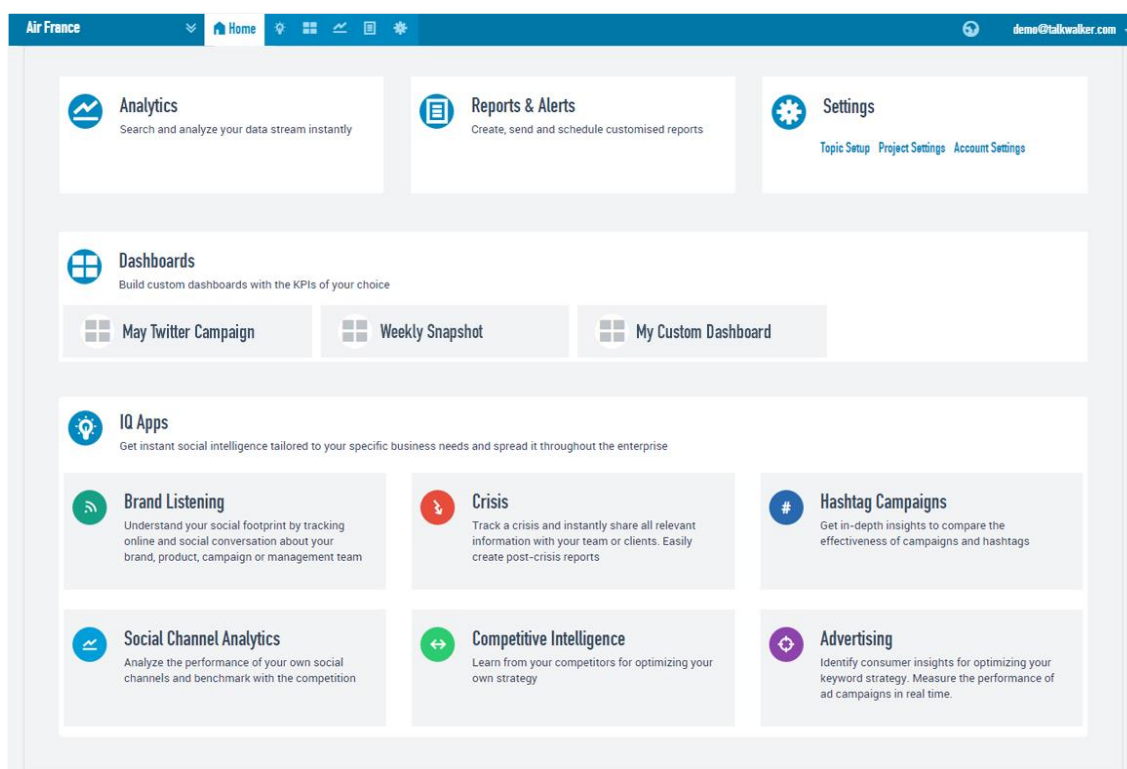 Air France
Home
demo@talkwalker.com
Analytics
Search and analyze your data stream instantly
Reports & Alerts
Create, send and schedule customised reports
Settings
Topic Setup Project Settings Account Settings
Dashboards
Build custom dashboards with the KPIs of your choice
May Twitter Campaign
Weekly Snapshot
My Custom Dashboard
IQ Apps
Get instant social intelligence tailored to your specific business needs and spread it throughout the enterprise
Brand Listening
Understand your social footprint by tracking
online and social conversation about your
brand, product, campaign or management team
Crisis
Track a crisis and instantly share all relevant
information with your team or clients. Easily
create post-crisis reports
#
Hashtag Campaigns
Get in-depth insights to compare the
effectiveness of campaigns and hashtags
Social Channel Analytics
Analyze the performance of your own social
channels and benchmark with the competition
Competitive Intelligence
Learn from your competitors for optimizing your
own strategy
Advertising
Identify consumer insights for optimizing your
keyword strategy. Measure the performance of
ad campaigns in real time.